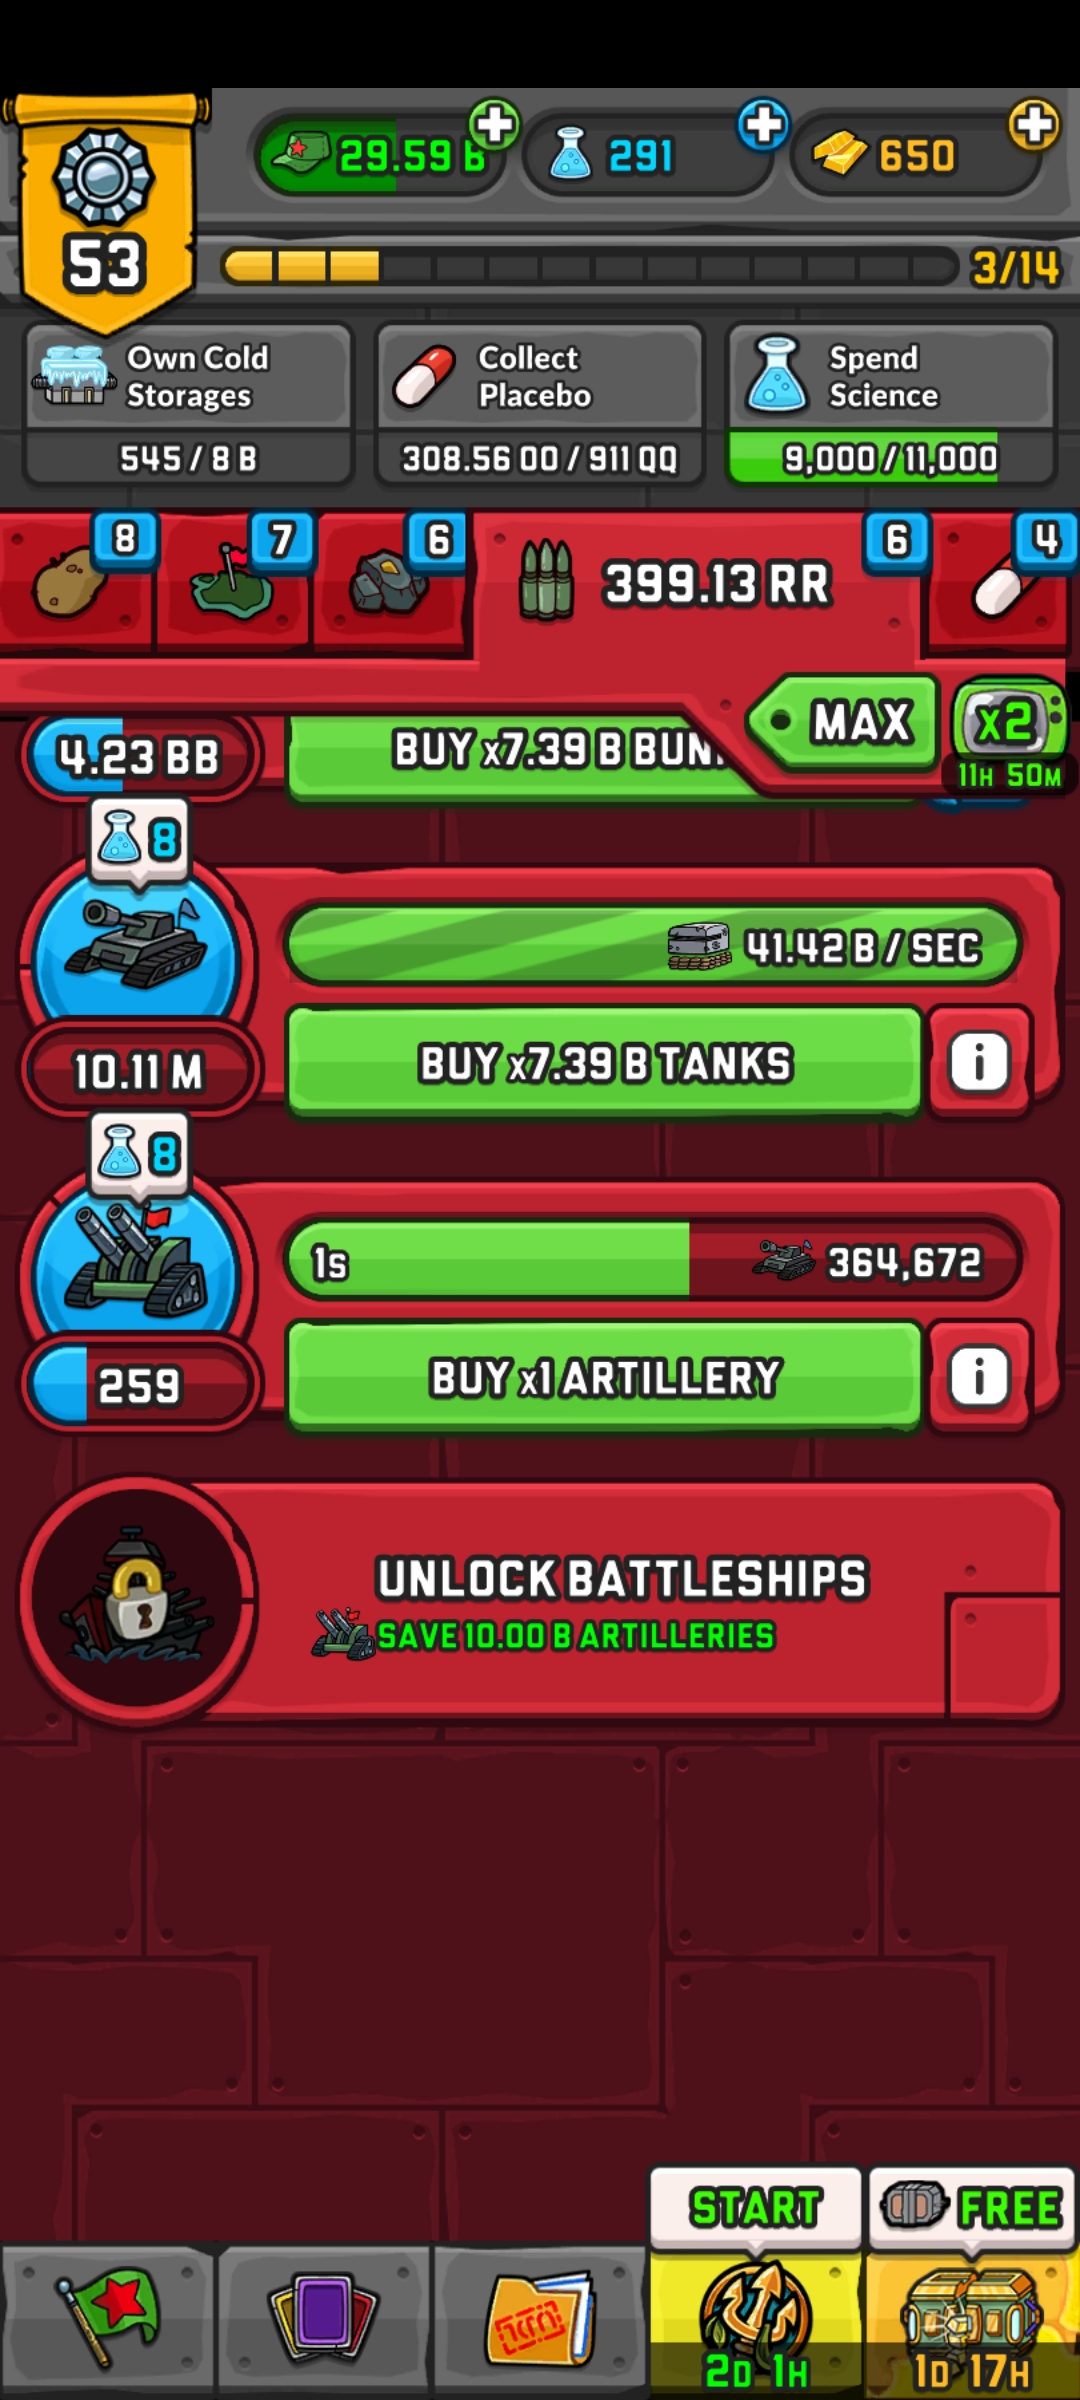 53
29.59 B
291
650
3/14
Own Cold
Storages
545 / 8 B
Collect
Placebo
308.56 OO / 911 QQ
Spend
Science
9,000 / 11,000
8
7
6
399.13 RR
6
4
MAX
x2
11H 50M
4.23 BB
BUY x7.39 B BUN
8
41.42 B / SEC
10.11 M
BUY x7.39 B TANKS
i
8
1s
364,672
259
BUY x1 ARTILLERY
i
UNLOCK BATTLESHIPS
SAVE 10.00 B ARTILLERIES
START
FREE
2D 1H
1D 17H